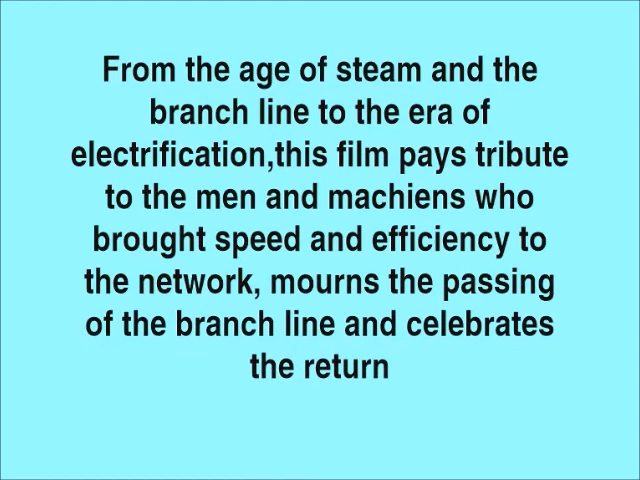 From the age of steam and the
branch line to the era of
electrification,this film pays tribute
to the men and machiens who
brought speed and efficiency to
the network, mourns the passing
of the branch line and celebrates
the return